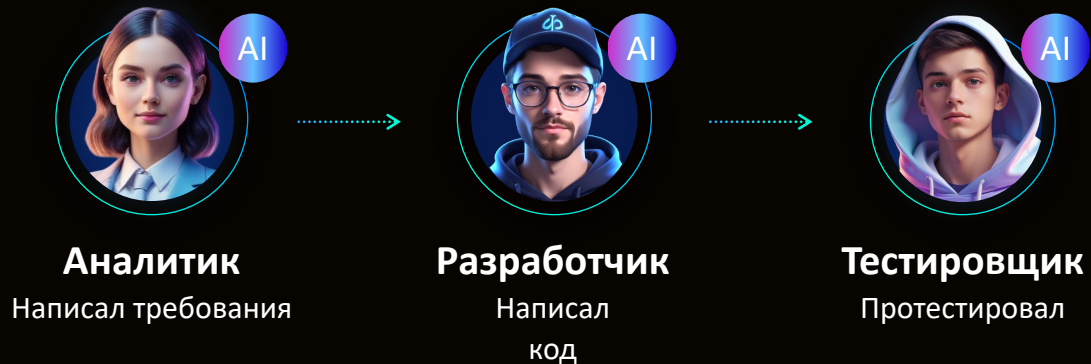 AI
AI
AI
Аналитик
Написал требования
Разработчик
Написал
код
Тестировщик
Протестировал